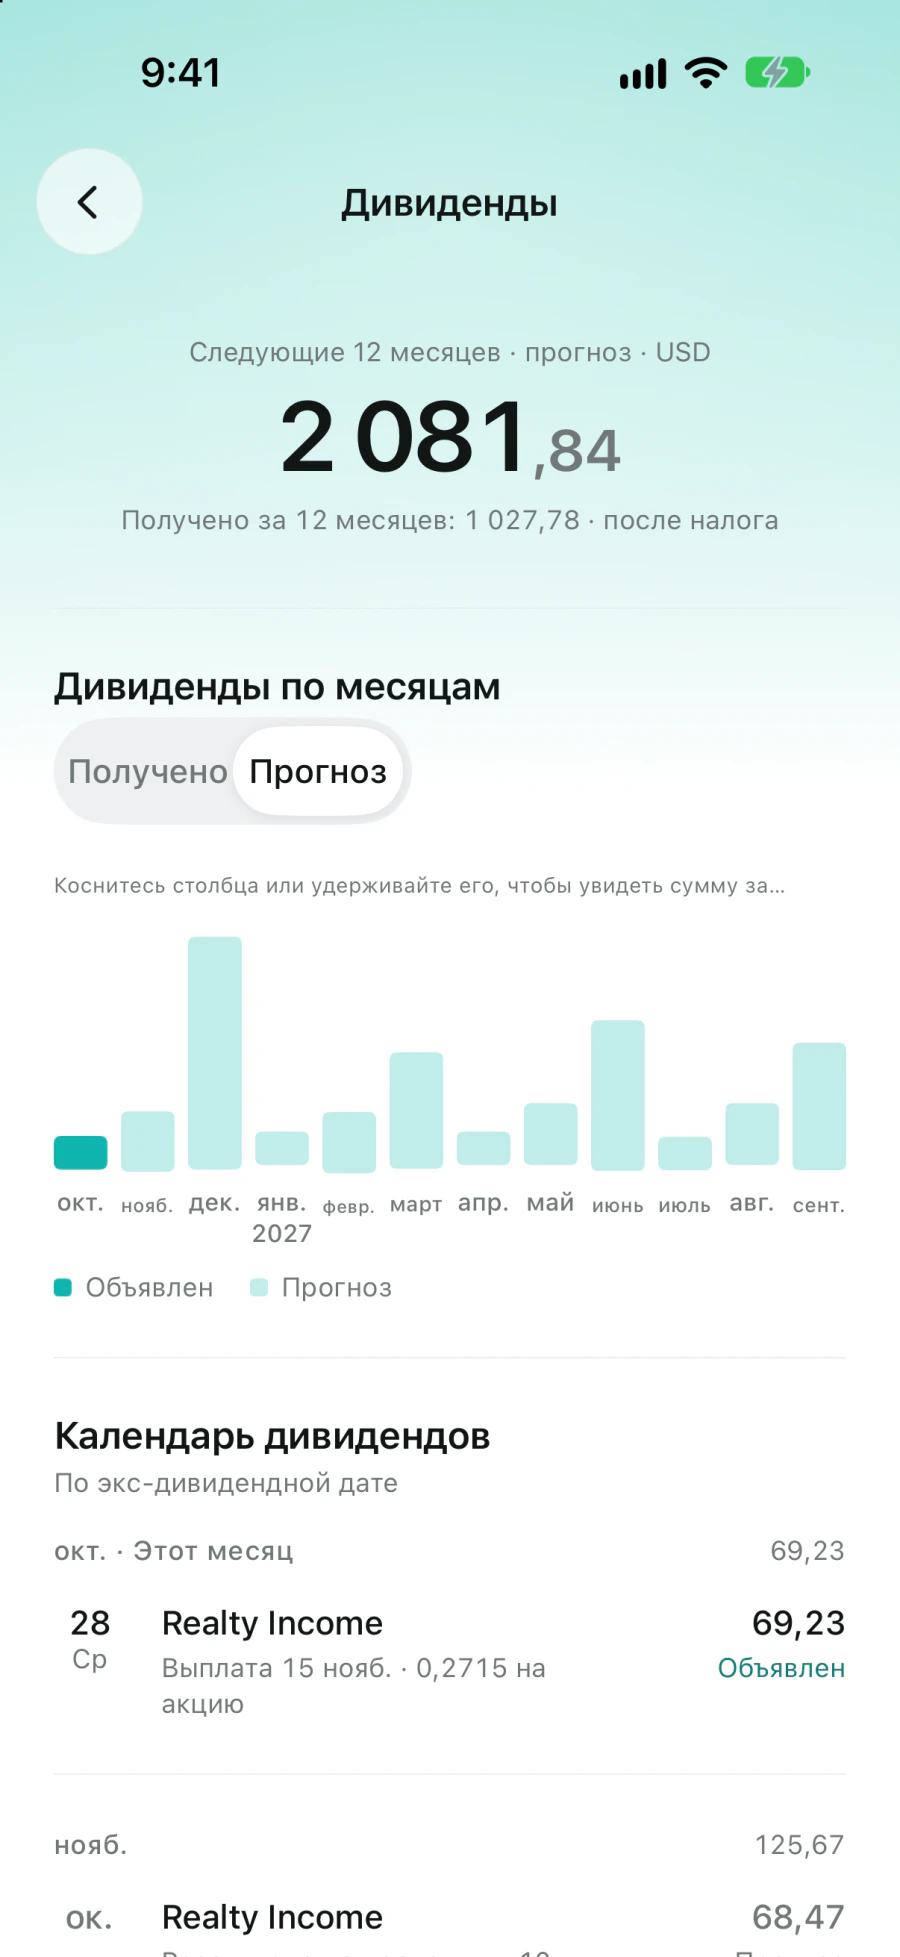 9:41
Дивиденды
Следующие 12 месяцев · прогноз · USD
2 081,84
Получено за 12 месяцев: 1 027,78 · после налога
Дивиденды по месяцам
Получено Прогноз
Коснитесь столбца или удерживайте его, чтобы увидеть сумму за...
окт. нояб. дек. янв. февр. март апр. май июнь июль авг. сент.
2027
Объявлен Прогноз
Календарь дивидендов
По экс-дивидендной дате
окт. · Этот месяц 69,23
28 Realty Income 69,23
Ср Выплата 15 нояб. · 0,2715 на Объявлен
акцию
нояб. 125,67
ок. Realty Income 68,47